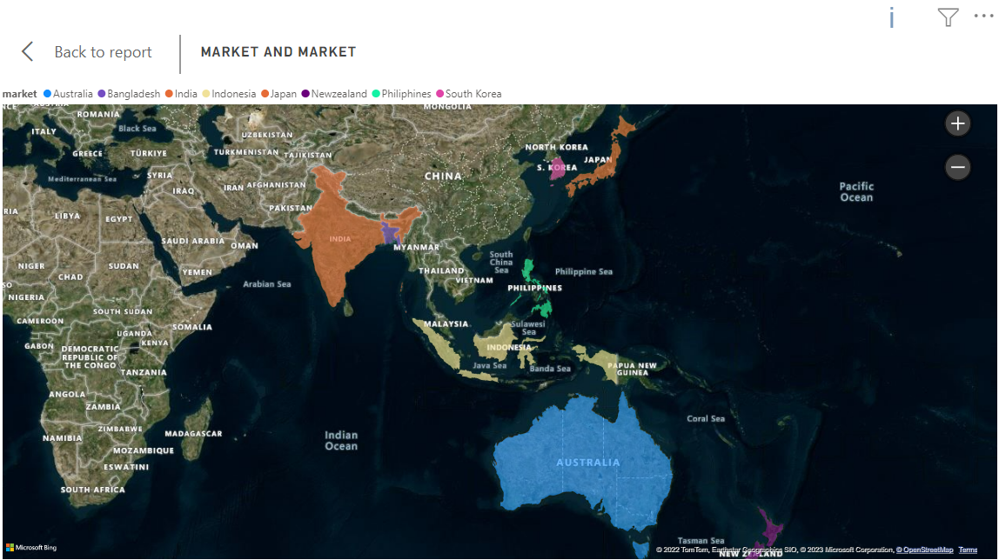 i
Back to report
MARKET AND MARKET
market Australia Bangladesh India Indonesia Japan Newzealand Philiphines South Korea
AUSTRIA
MONGOLIA
ROMANIA
Black Sea
ITALY
UZBEKISTAN
GREECE
TÜRKIYE
TURKMENISTAN
TAJIKISTAN
NORTH KOREA
JAPAN
S. KOREA
Mediterranean Sea
SYRIA
CHINA
IRAQ
IRAN
AFGHANISTAN
Pacific
Ocean
PAKISTAN
LIBYA
EGYPT
INDIA
SAUDI ARABIA
OMAN
MYANMAR
South
China
Sea
NIGER
SUDAN
YEMEN
THAILAND
Philippine Sea
CHAD
VIETNAM
Arabian Sea
PHILIPPINES
NIGERIA
SOUTH SUDAN
CAMEROON
SOMALIA
MALAYSIA
Sulawesi
Sea
UGANDA
KENYA
GABON
DEMOCRATIC
REPUBLIC OF
THE CONGO
INDONESIA
TANZANIA
Java Sea
Banda Sea
PAPUA NEW
GUINEA
ANGOLA
ZAMBIA
Coral Sea
ZIMBABWE
MADAGASCAR
NAMIBIA
Indian
Ocean
MOZAMBIQUE
AUSTRALIA
ESWATINI
SOUTH AFRICA
Tasman Sea
Microsoft Bing
© 2022 TomTom, Earthstar Geographics SIO, © 2023 Microsoft Corporation, © OpenStreetMap Terms
NEW ZEALAND